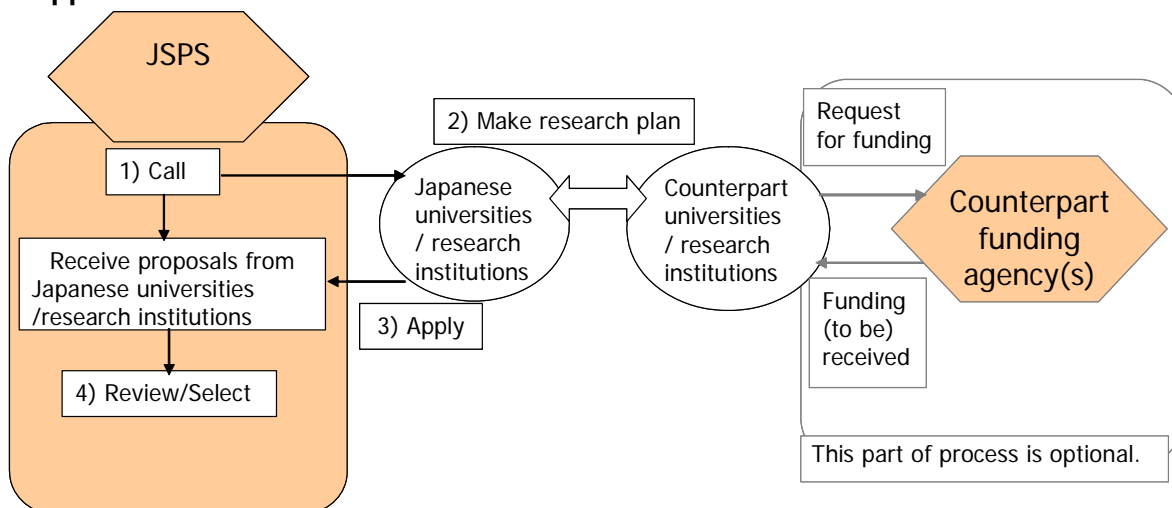 JSPS
1) Call
Receive proposals from
Japanese universities
/research institutions
4) Review/Select
2) Make research plan
Japanese
universities
/ research
institutions
3) Apply
Counterpart
universities
/ research
institutions
Request
for funding
Counterpart
funding
agency(s)
Funding
(to be)
received
This part of process is optional.